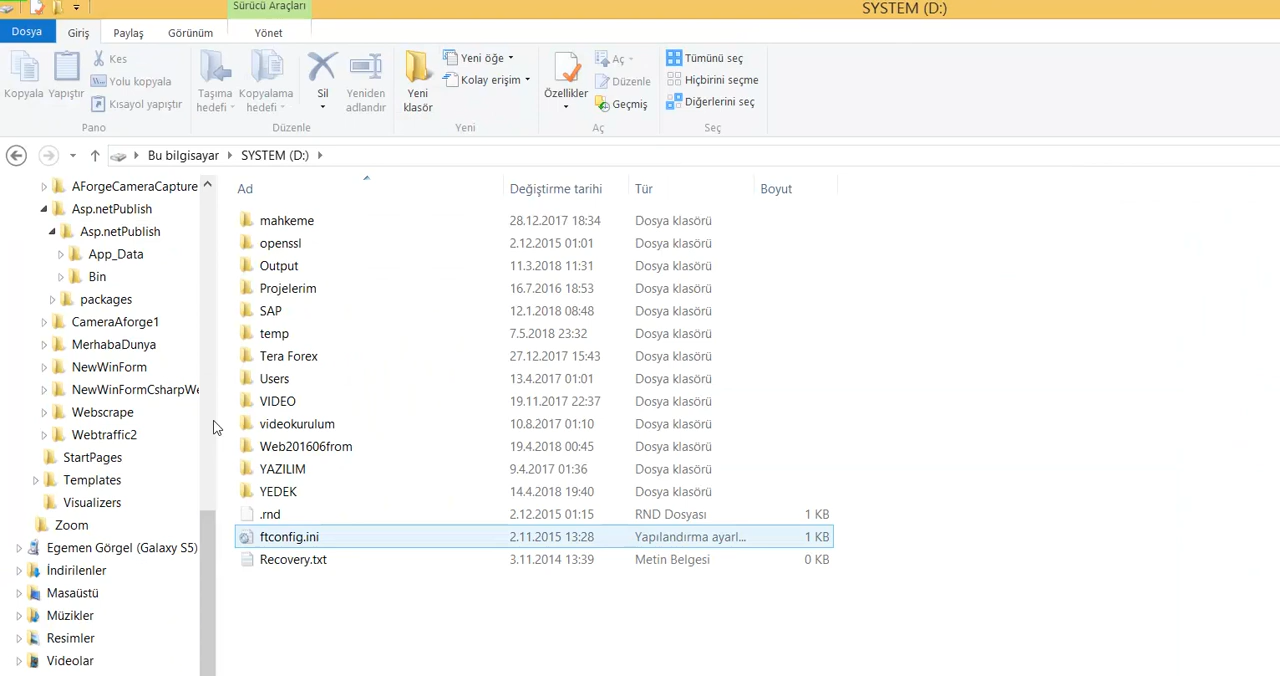 Sürücü Araçları
SYSTEM (D:)
Dosya
Giriş
Paylaş
Görünüm
Yönet
Kopyala
Yapıştır
Kes
Yolu kopyala
Kısayol yapıştır
Pano
Taşıma hedefi
Kopyalama hedefi
Sil
Yeniden adlandır
Düzenle
Yeni klasör
Yeni öğe
Kolay erişim
Yeni
Özellikler
Aç
Düzenle
Geçmiş
Aç
Tümünü seç
Hiçbirini seçme
Diğerlerini seç
Seç
Bu bilgisayar
SYSTEM (D:)
AForgeCameraCapture
Asp.netPublish
Asp.netPublish
App_Data
Bin
packages
CameraAforge1
MerhabaDunya
NewWinForm
NewWinFormCsharpWe
Webscrape
Webtraffic2
StartPages
Templates
Visualizers
Zoom
Egemen Görgel (Galaxy S5)
İndirilenler
Masaüstü
Müzikler
Resimler
Videolar
Ad Değiştirme tarihi Tür Boyut
mahkeme 28.12.2017 18:34 Dosya klasörü
openssl 2.12.2015 01:01 Dosya klasörü
Output 11.3.2018 11:31 Dosya klasörü
Projelerim 16.7.2016 18:53 Dosya klasörü
SAP 12.1.2018 08:48 Dosya klasörü
temp 7.5.2018 23:32 Dosya klasörü
Tera Forex 27.12.2017 15:43 Dosya klasörü
Users 13.4.2017 01:01 Dosya klasörü
VIDEO 19.11.2017 22:37 Dosya klasörü
videokurulum 10.8.2017 01:10 Dosya klasörü
Web201606from 19.4.2018 00:45 Dosya klasörü
YAZILIM 9.4.2017 01:36 Dosya klasörü
YEDEK 14.4.2018 19:40 Dosya klasörü
.rnd 2.12.2015 01:15 RND Dosyası 1 KB
ftconfig.ini 2.11.2015 13:28 Yapılandırma ayarl... 1 KB
Recovery.txt 3.11.2014 13:39 Metin Belgesi 0 KB